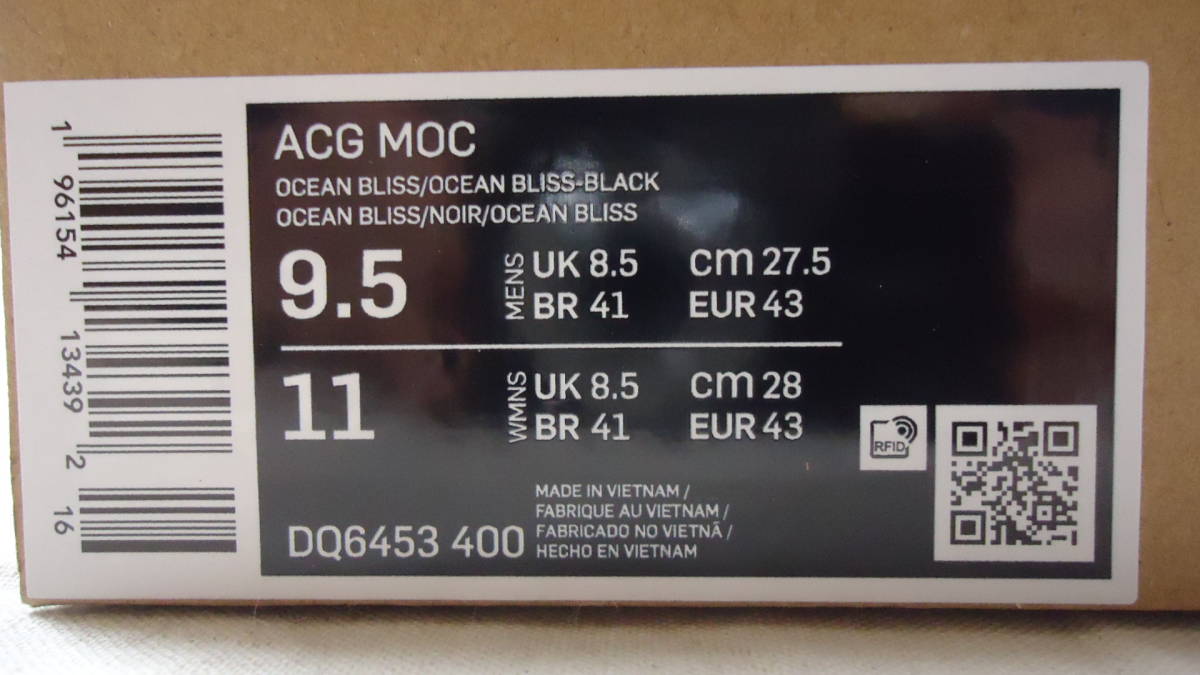 ACG MOC
OCEAN BLISS/OCEAN BLISS-BLACK
OCEAN BLISS/NOIR/OCEAN BLISS
9.5 MENS UK 8.5 cm 27.5
BR 41 EUR 43
11 WMNS UK 8.5 cm 28
BR 41 EUR 43
RFID
MADE IN VIETNAM /
FABRIQUE AU VIETNAM /
FABRICADO NO VIETNÃ /
HECHO EN VIETNAM
DQ6453 400
1 96154 13439 2 16